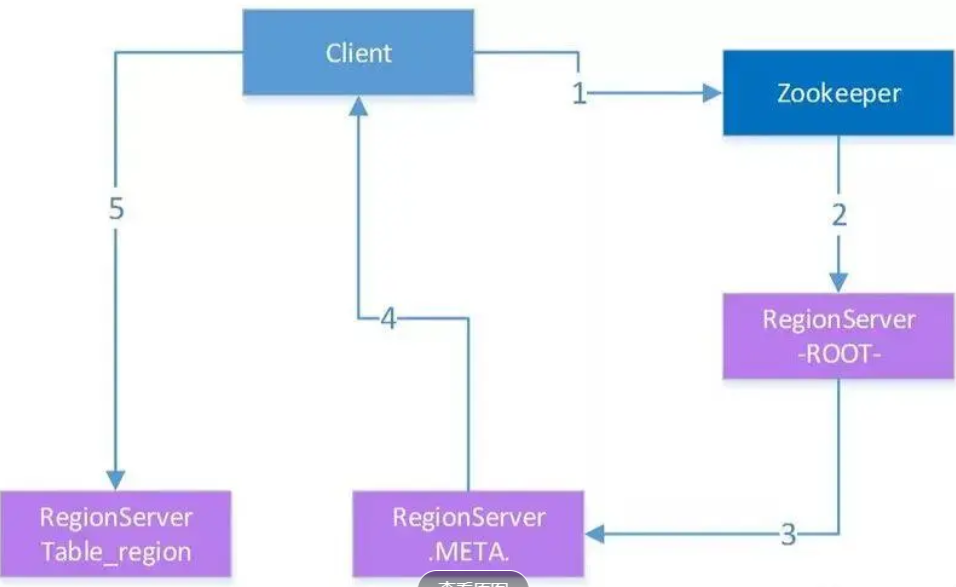 Client
1
Zookeeper
5
2
RegionServer
-ROOT-
4
RegionServer
Table_region
RegionServer
.META.
3